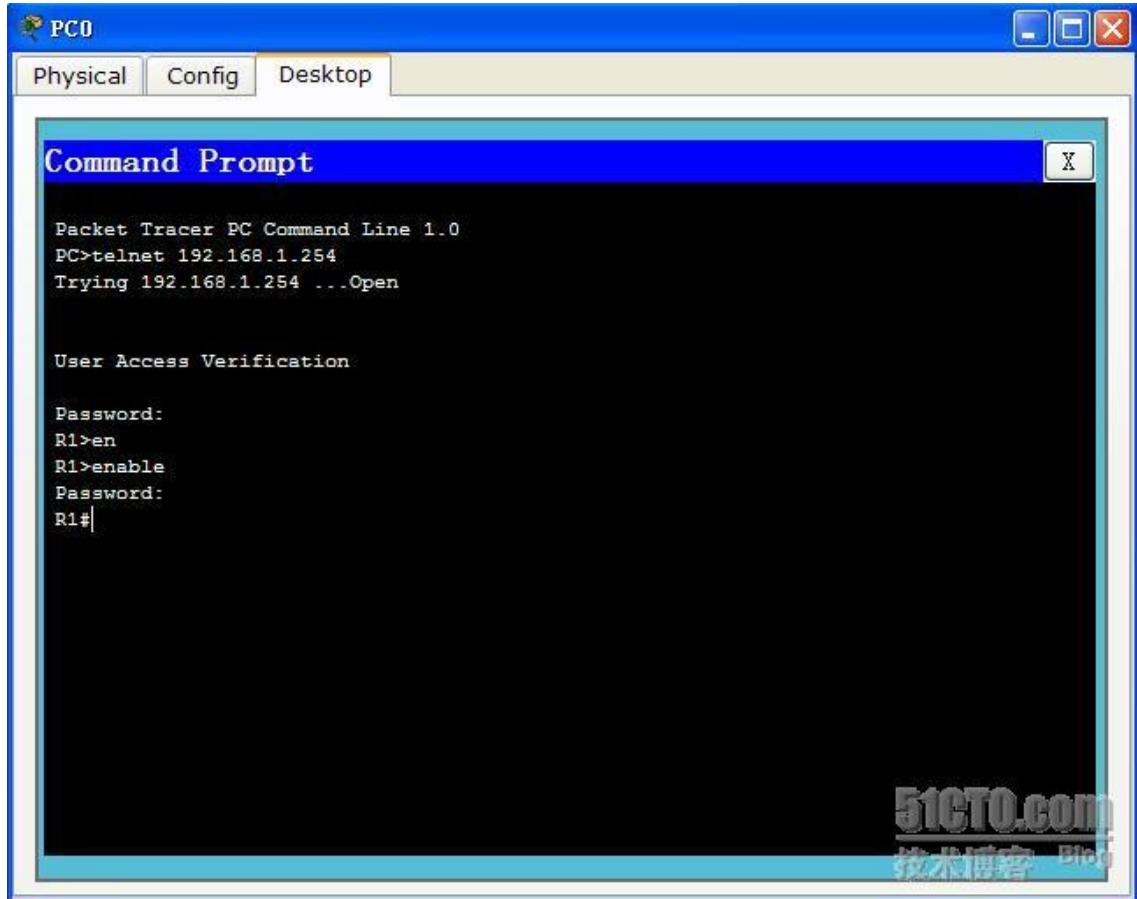 PC0
Physical Config Desktop
Command Prompt
X
Packet Tracer PC Command Line 1.0
PC>telnet 192.168.1.254
Trying 192.168.1.254 ...Open
User Access Verification
Password:
R1>en
R1>enable
Password:
R1#
51CTO.com
技术博客 Blog